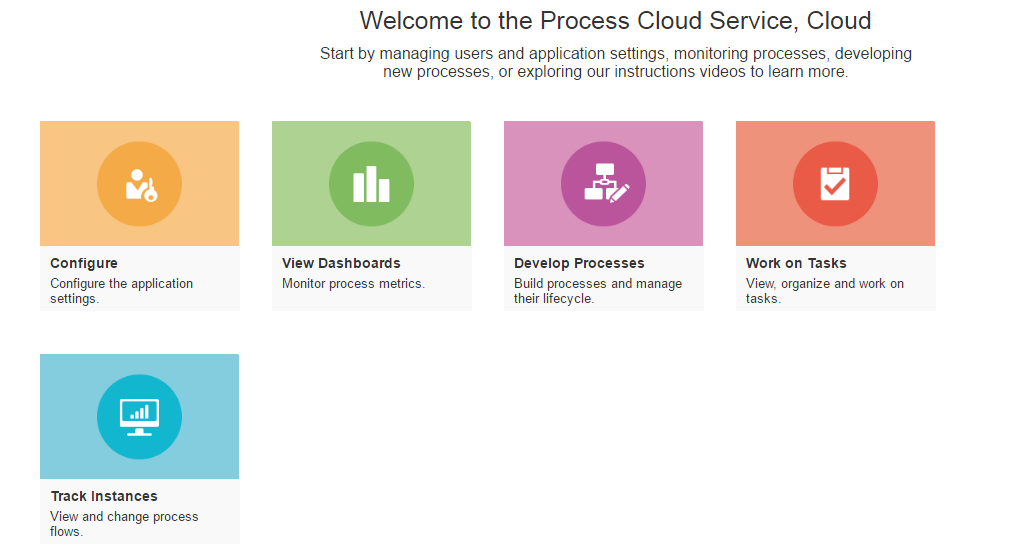 Welcome to the Process Cloud Service, Cloud
Start by managing users and application settings, monitoring processes, developing
new processes, or exploring our instructions videos to learn more.
Configure
Configure the application
settings.
View Dashboards
Monitor process metrics.
Develop Processes
Build processes and manage
their lifecycle.
Work on Tasks
View, organize and work on
tasks.
Track Instances
View and change process
flows.